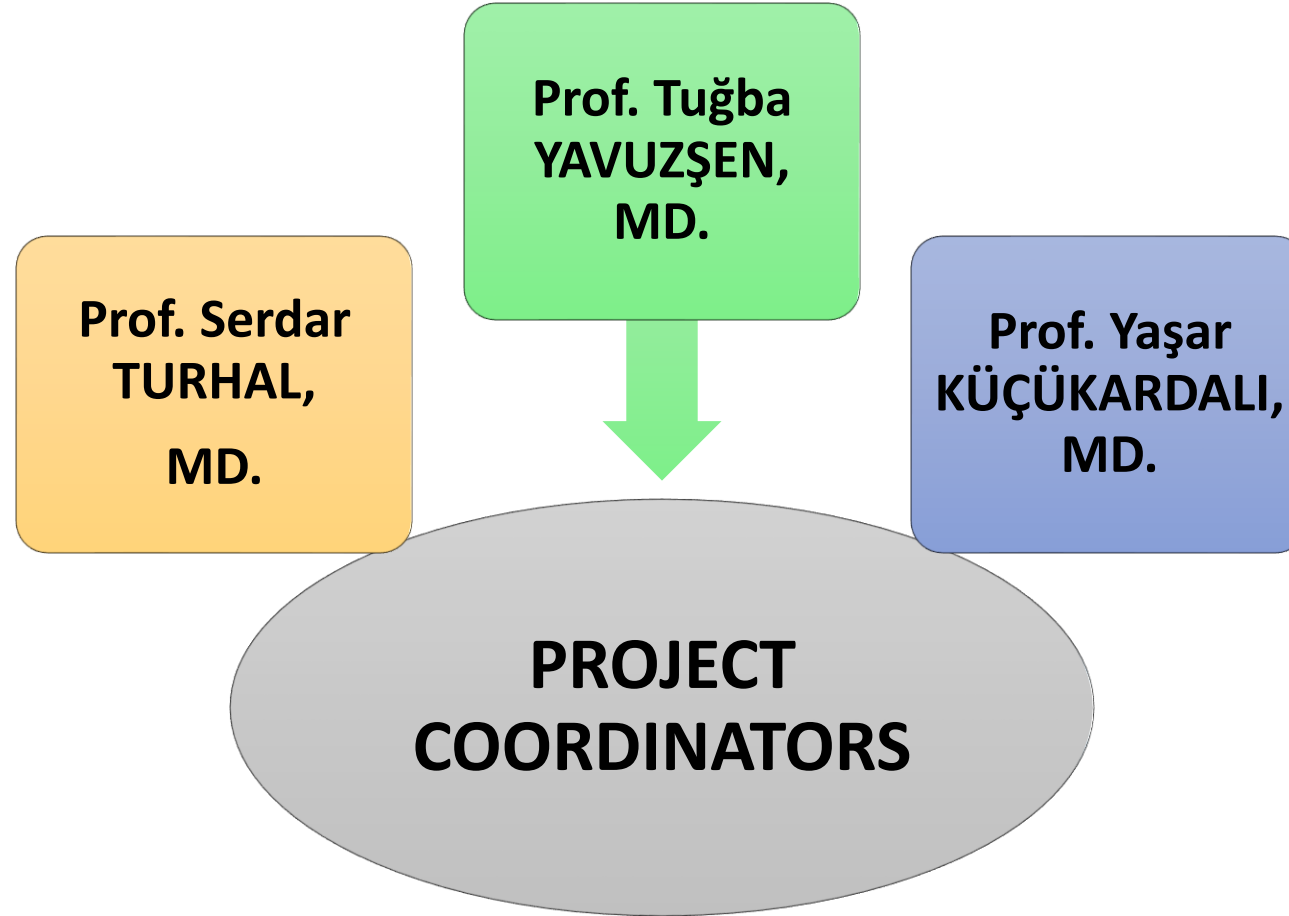 Prof. Tuğba
YAVUZŞEN,
MD.
Prof. Serdar
TURHAL,
MD.
Prof. Yaşar
KÜÇÜKARDALI,
MD.
PROJECT
COORDINATORS